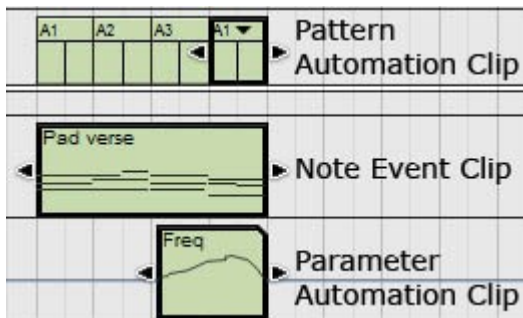 A1 A2 A3 A1 Pattern
Automation Clip
Pad verse
Note Event Clip
Freq
Parameter
Automation Clip